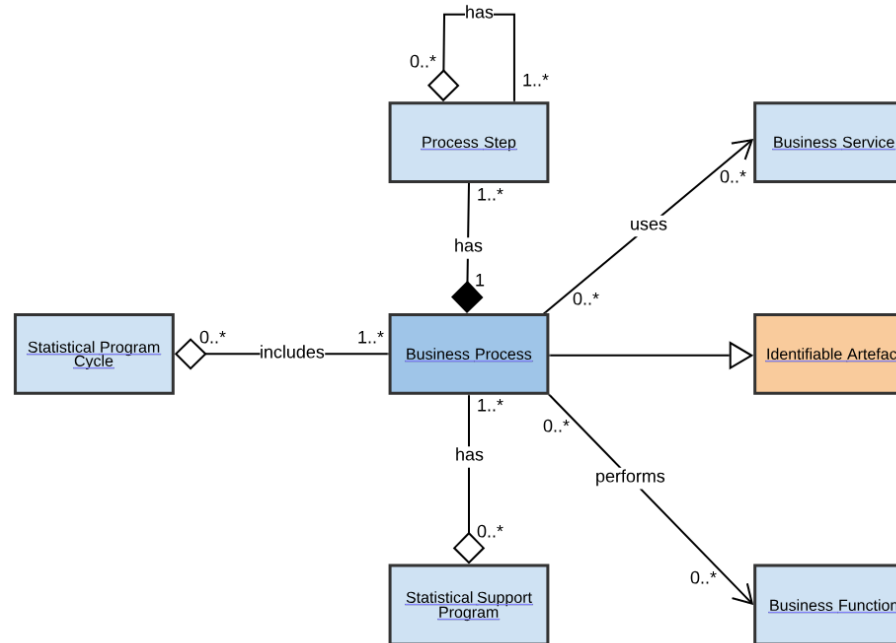 has
0..*
1..*
Process Step
Business Service
1..*
0..*
uses
has
1
0..*
Statistical Program
Cycle
0..*
includes
1..*
Business Process
Identifiable Artefac
1..*
0..*
has
performs
0..*
0..*
Statistical Support
Program
Business Function